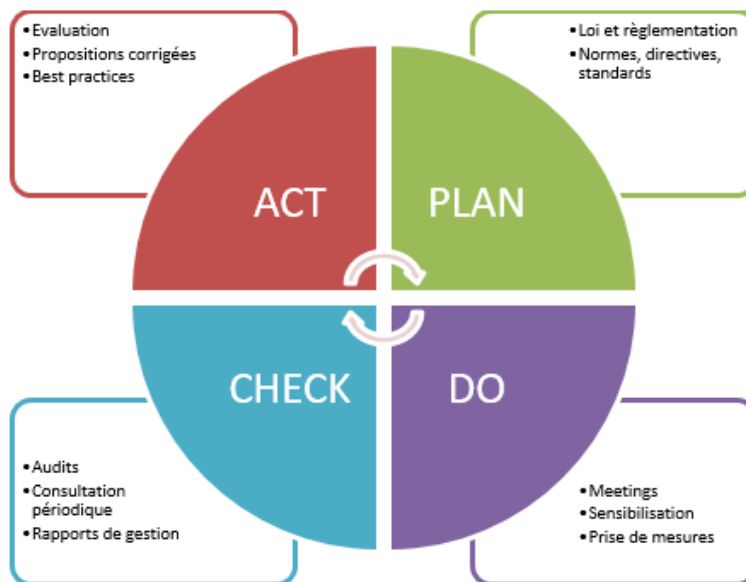 •Evaluation
•Propositions corrigées
•Best practices
•Loi et règlementation
•Normes, directives,
standards
ACT
PLAN
CHECK
DO
•Audits
•Consultation
périodique
•Rapports de gestion
•Meetings
•Sensibilisation
•Prise de mesures